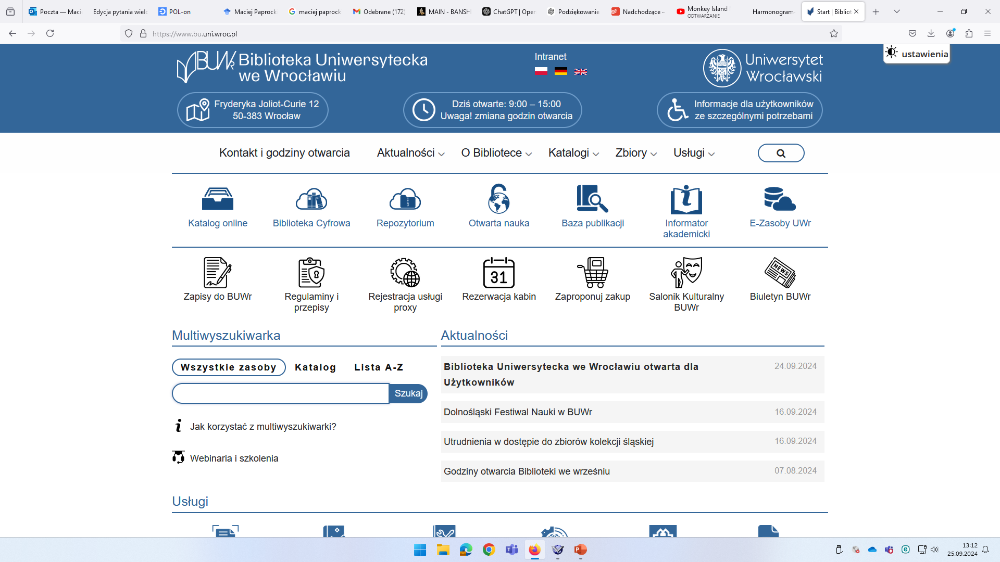 Poczta — Maci
Edycja pytania wielo
POL-on
Maciej Paprock
maciej paprock
Odebrane (172)
MAIN - BANSH
ChatGPT | Open
Podziękowanie
Nadchodzące –
Monkey Island
ODTWARZANIE
Harmonogram
Start | Bibliot
https://www.bu.uni.wroc.pl
ustawienia
BUWr
Biblioteka Uniwersytecka
we Wrocławiu
Intranet
Uniwersytet
Wrocławski
Fryderyka Joliot-Curie 12
50-383 Wrocław
Dziś otwarte: 9:00 – 15:00
Uwaga! zmiana godzin otwarcia
Informacje dla użytkowników
ze szczególnymi potrzebami
Kontakt i godziny otwarcia
Aktualności
O Bibliotece
Katalogi
Zbiory
Usługi
Katalog online
Biblioteka Cyfrowa
Repozytorium
Otwarta nauka
Baza publikacji
Informator
akademicki
E-Zasoby UWr
31
NEWS
Zapisy do BUWr
Regulaminy i
przepisy
Rejestracja usługi
proxy
Rezerwacja kabin
Zaproponuj zakup
Salonik Kulturalny
BUWr
Biuletyn BUWr
Multiwyszukiwarka
Wszystkie zasoby
Katalog
Lista A-Z
Szukaj
Jak korzystać z multiwyszukiwarki?
Webinaria i szkolenia
Aktualności
Biblioteka Uniwersytecka we Wrocławiu otwarta dla
Użytkowników
24.09.2024
Dolnośląski Festiwal Nauki w BUWr
16.09.2024
Utrudnienia w dostępie do zbiorów kolekcji śląskiej
16.09.2024
Godziny otwarcia Biblioteki we wrześniu
07.08.2024
Usługi
13:12
25.09.2024